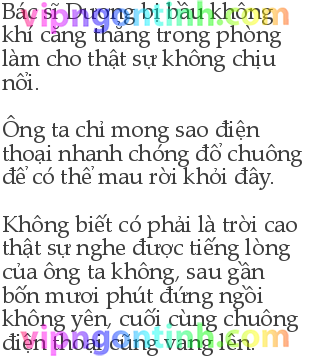 Bác sĩ Dương bị bầu không
khí căng thẳng trong phòng
làm cho thật sự không chịu
nổi.
Ông ta chỉ mong sao điện
thoại nhanh chóng đổ chuông
để có thể mau rời khỏi đây.
Không biết có phải là trời cao
thật sự nghe được tiếng lòng
của ông ta không, sau gần
bốn mươi phút đứng ngồi
không yên, cuối cùng chuông
điện thoại cũng vang lên.
vipngontinh.com
vipngontinh.com